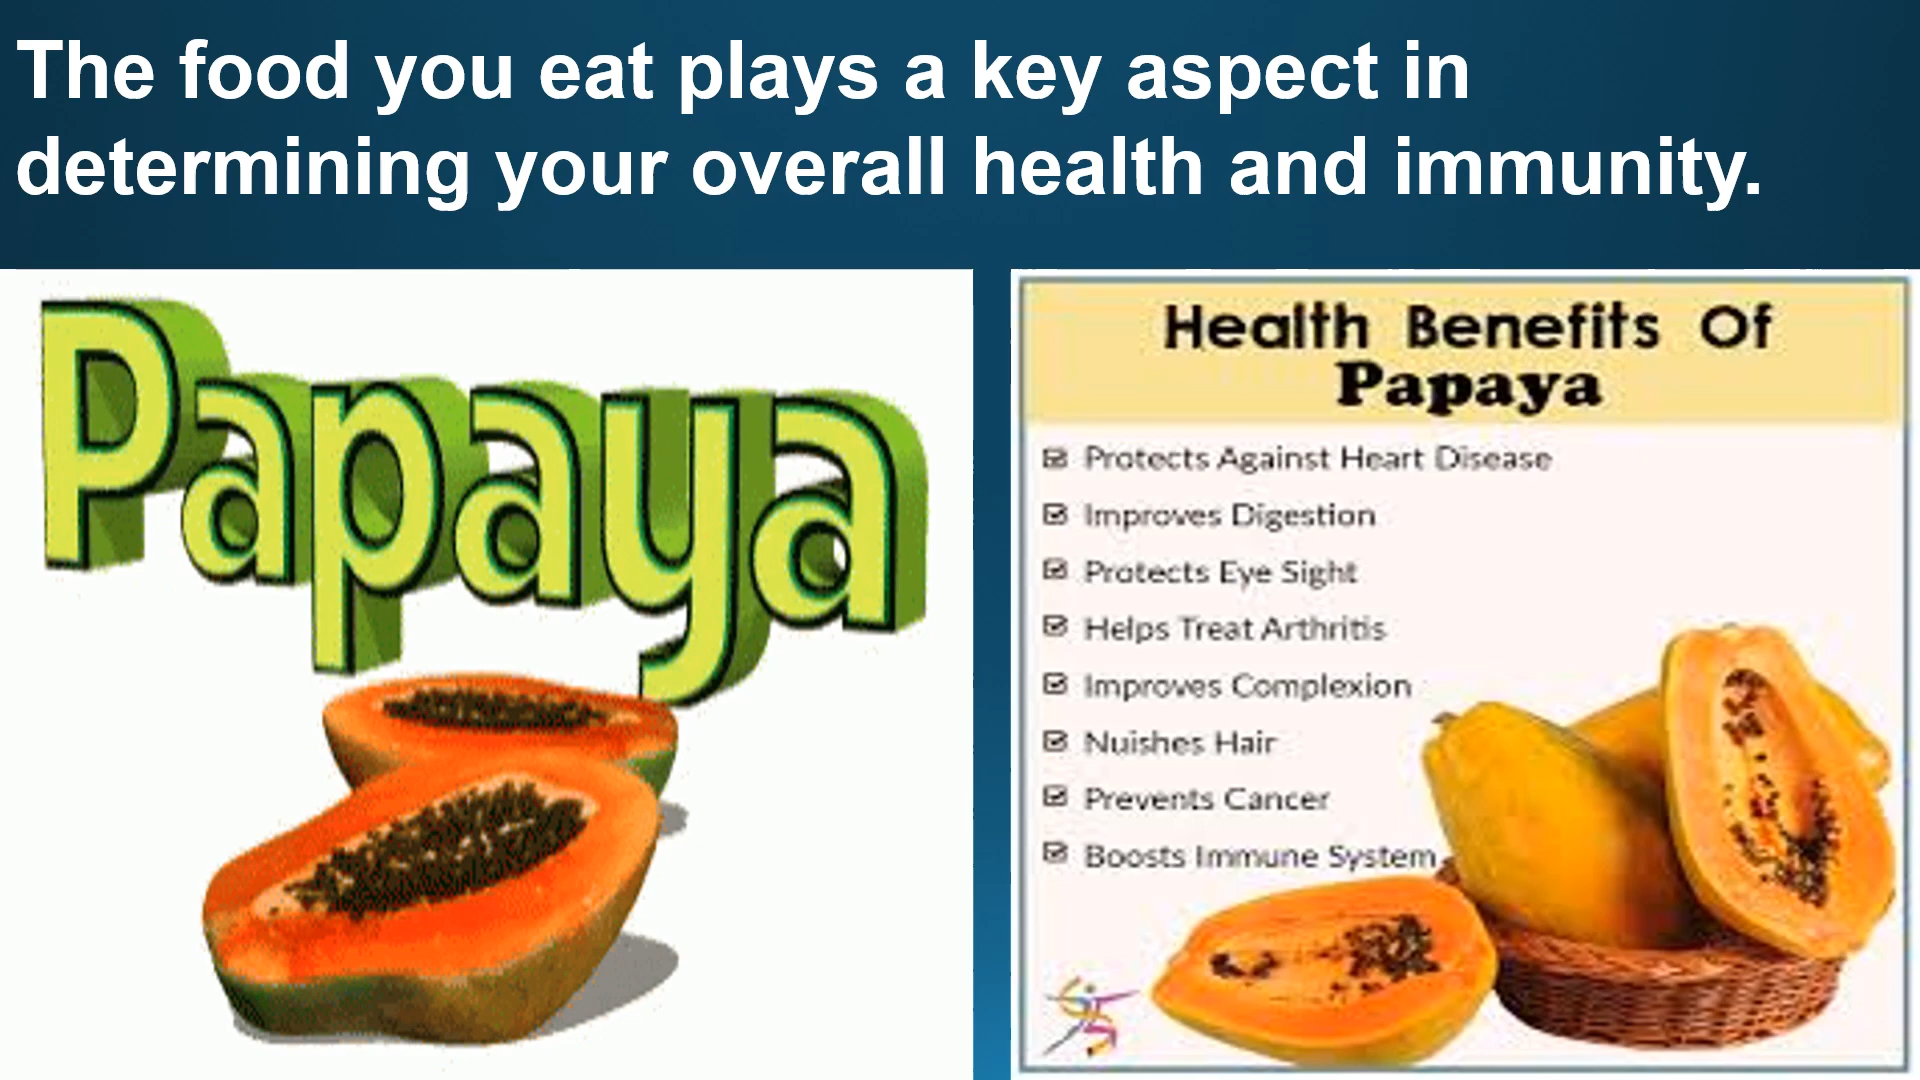 The food you eat plays a key aspect in
determining your overall health and immunity.
Papaya
Health Benefits Of
Papaya
Protects Against Heart Disease
Improves Digestion
Protects Eye Sight
Helps Treat Arthritis
Improves Complexion
Nuishes Hair
Prevents Cancer
Boosts Immune System